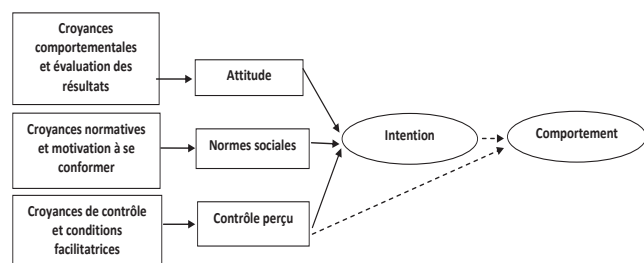 Croyances
comportementales
et évaluation des
résultats
Attitude
Croyances normatives
et motivation à se
conformer
Normes sociales
Intention
Comportement
Croyances de contrôle
et conditions
facilitatrices
Contrôle perçu